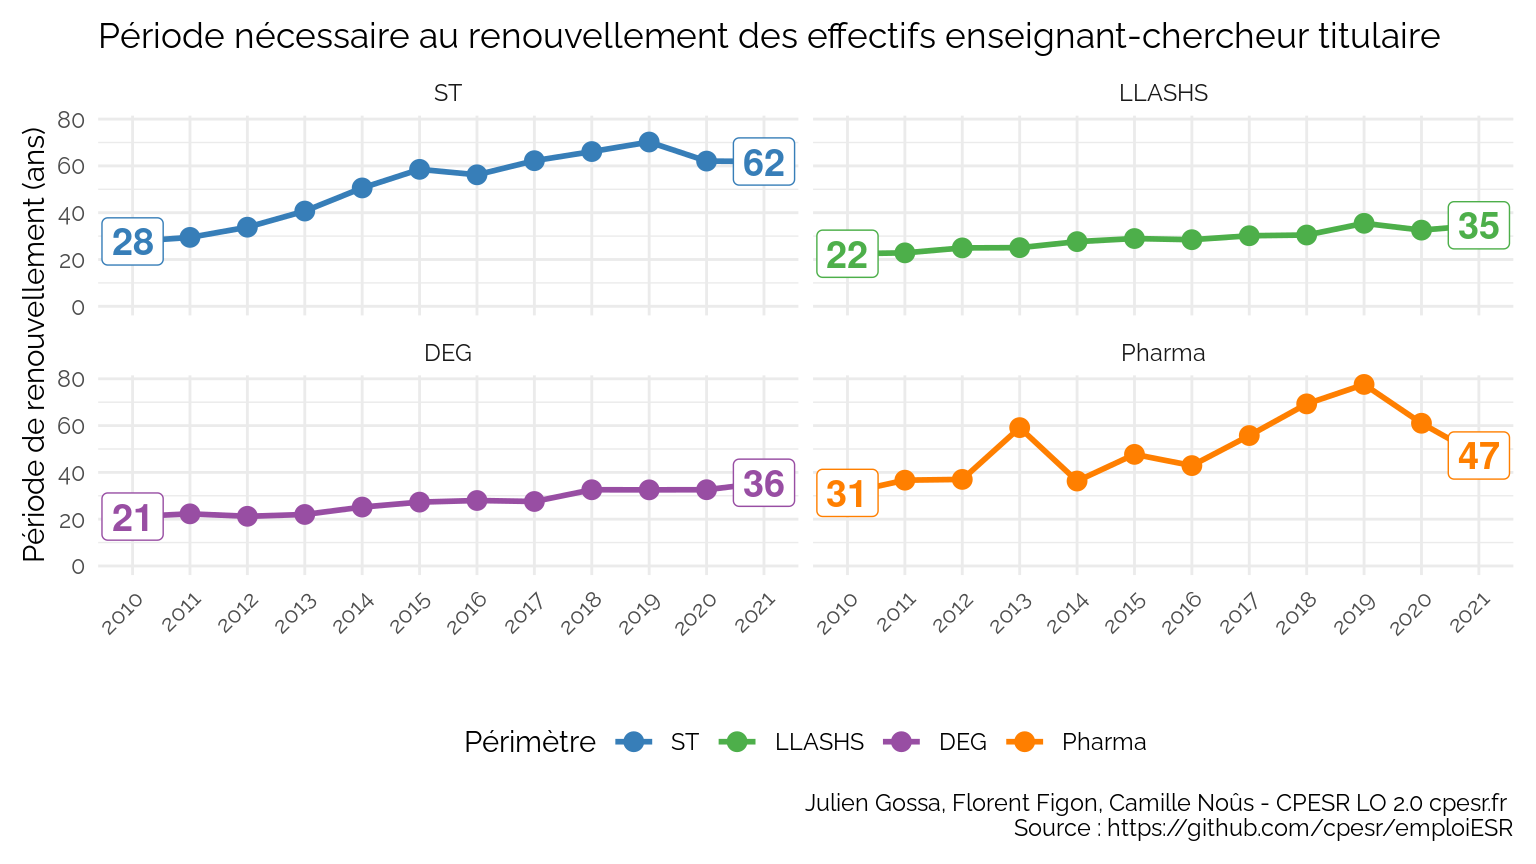 Période nécessaire au renouvellement des effectifs enseignant-chercheur titulaire
ST
LLASHS
Période de renouvellement (ans)
80
60
40
20
0
28
62
22
35
DEG
Pharma
80
60
40
20
0
21
36
31
47
2010 2011 2012 2013 2014 2015 2016 2017 2018 2019 2020 2021
2010 2011 2012 2013 2014 2015 2016 2017 2018 2019 2020 2021
Périmètre ST LLASHS DEG Pharma
Julien Gossa, Florent Figon, Camille Noûs - CPESR LO 2.0 cpesr.fr
Source : https://github.com/cpesr/emploiESR